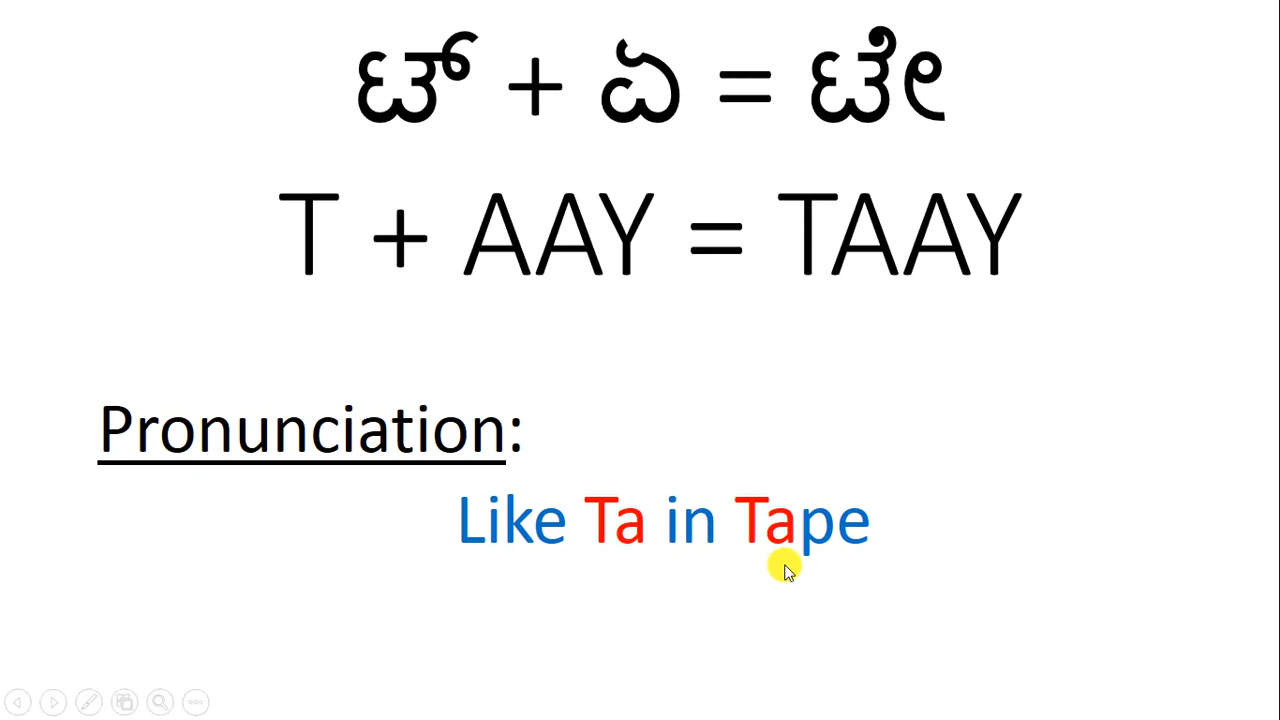 ಟ್ + ಏ = ಟೇ
T + AAY = TAAY
Pronunciation:
Like Ta in Tape